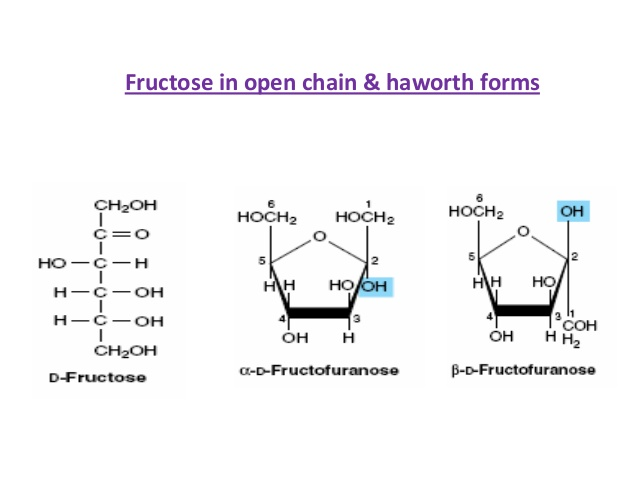 Fructose in open chain & haworth forms
CH₂OH
C=O
HO—C—H
H—C—OH
H—C—OH
CH₂OH
D-Fructose
6 1
HOCH₂ HOCH₂
O
5 2
H H HO OH
4 3
OH H
α-D-Fructofuranose
6
HOCH₂ OH
O
5 2
H H HO
4 3 1
OH H COH
H₂
β-D-Fructofuranose